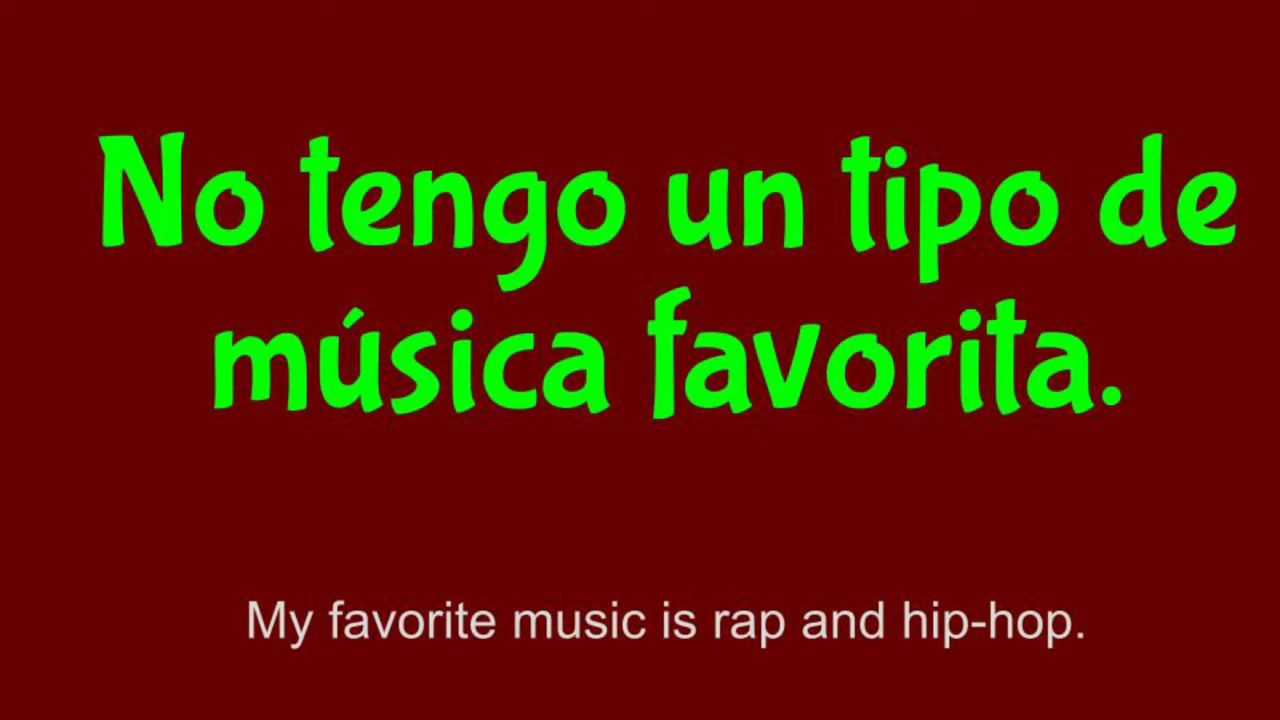 No tengo un tipo de
música favorita.
My favorite music is rap and hip-hop.